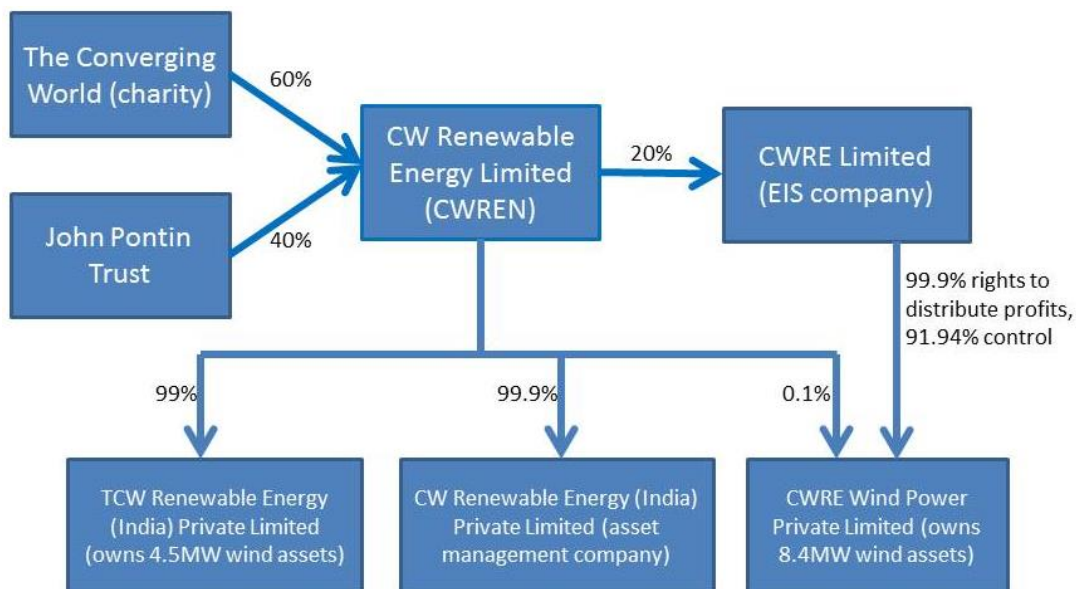 The Converging
World (charity)
60%
CW Renewable
Energy Limited
(CWREN)
20%
CWRE Limited
(EIS company)
John Pontin
Trust
40%
99.9% rights to
distribute profits,
91.94% control
99%
99.9%
0.1%
TCW Renewable Energy
(India) Private Limited
(owns 4.5MW wind assets)
CW Renewable Energy (India)
Private Limited (asset
management company)
CWRE Wind Power
Private Limited (owns
8.4MW wind assets)